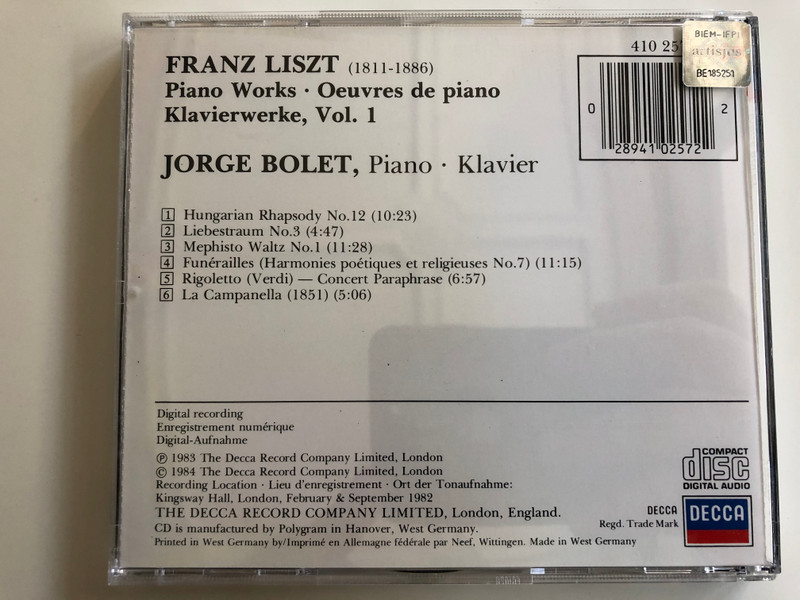 FRANZ LISZT (1811-1886)
Piano Works · Oeuvres de piano
Klavierwerke, Vol. 1
410 25
BIEM-IFPI
artisjus
BE185251
0 28941 02572 2
JORGE BOLET, Piano · Klavier
1 Hungarian Rhapsody No.12 (10:23)
2 Liebestraum No.3 (4:47)
3 Mephisto Waltz No.1 (11:28)
4 Funérailles (Harmonies poétiques et religieuses No.7) (11:15)
5 Rigoletto (Verdi) — Concert Paraphrase (6:57)
6 La Campanella (1851) (5:06)
Digital recording
Enregistrement numérique
Digital-Aufnahme
℗ 1983 The Decca Record Company Limited, London
© 1984 The Decca Record Company Limited, London
Recording Location · Lieu d'enregistrement · Ort der Tonaufnahme:
Kingsway Hall, London, February & September 1982
THE DECCA RECORD COMPANY LIMITED, London, England.
CD is manufactured by Polygram in Hanover, West Germany.
Printed in West Germany by/Imprimé en Allemagne fédérale par Neef, Wittingen. Made in West Germany
COMPACT
disc
DIGITAL AUDIO
DECCA
Regd. Trade Mark
DECCA